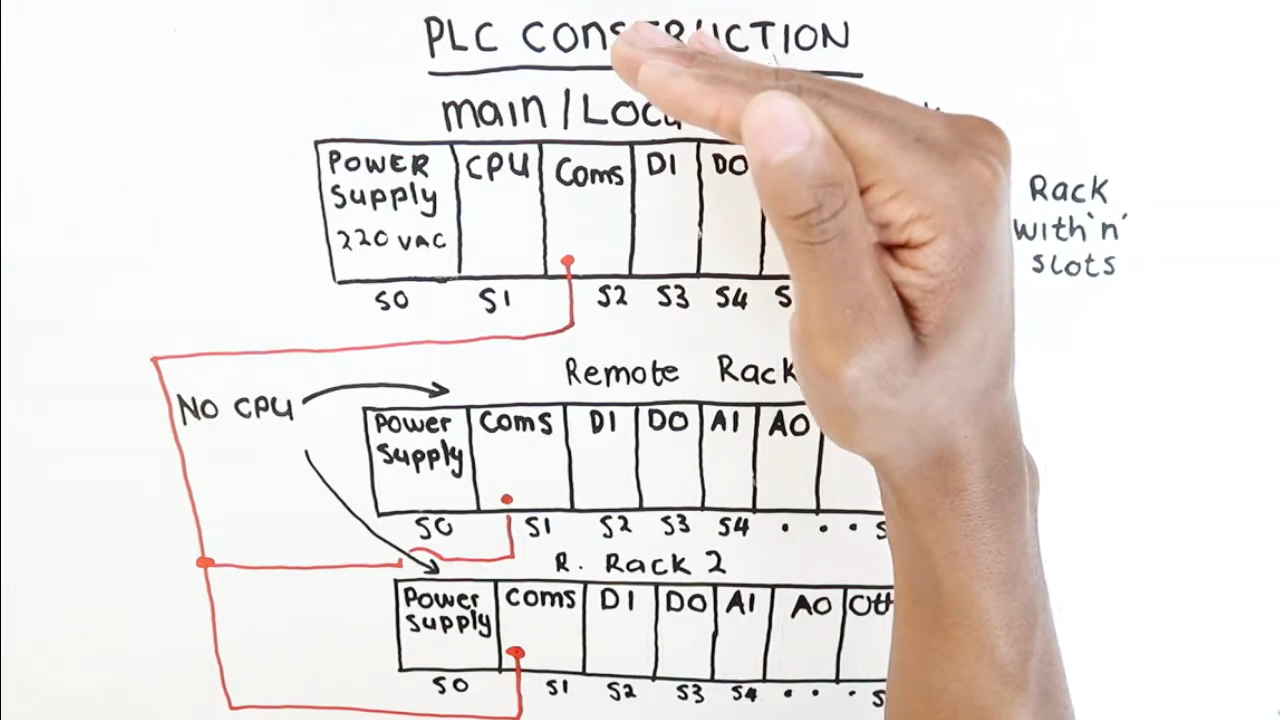 PLC CONSTRUCTION
main/Local
POWER CPU Coms DI DO
Supply
220 VAC
Rack
with 'n'
slots
S0 S1 S2 S3 S4
Remote Rack
NO CPU
Power Coms DI DO AI AO
Supply
S0 S1 S2 S3 S4 . . .
R. Rack 2
Power Coms DI DO AI AO
Supply
S0 S1 S2 S3 S4 . . .